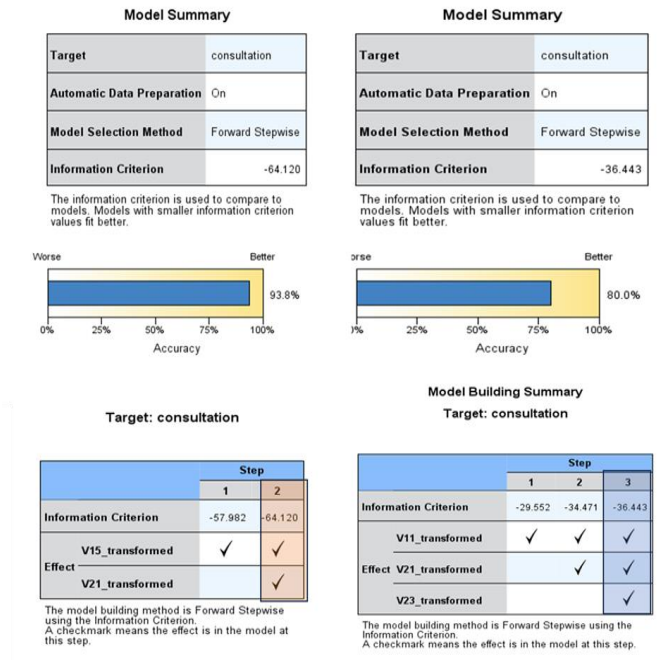 Model Summary
Target consultation
Automatic Data Preparation On
Model Selection Method Forward Stepwise
Information Criterion -64.120
The information criterion is used to compare to
models. Models with smaller information criterion
values fit better.
Worse Better
93.8%
0% 25% 50% 75% 100%
Accuracy
Model Summary
Target consultation
Automatic Data Preparation On
Model Selection Method Forward Stepwise
Information Criterion -36.443
The information criterion is used to compare to
models. Models with smaller information criterion
values fit better.
orse Better
80.0%
% 25% 50% 75% 100%
Accuracy
Target: consultation
Step
1 2
Information Criterion -57.982 -64.120
Effect
V15_transformed ✓ ✓
V21_transformed ✓
The model building method is Forward Stepwise
using the Information Criterion.
A checkmark means the effect is in the model at
this step.
Model Building Summary
Target: consultation
Step
1 2 3
Information Criterion -29.552 -34.471 -36.443
V11_transformed ✓ ✓ ✓
Effect V21_transformed ✓ ✓
V23_transformed ✓
The model building method is Forward Stepwise using the
Information Criterion.
A checkmark means the effect is in the model at this step.